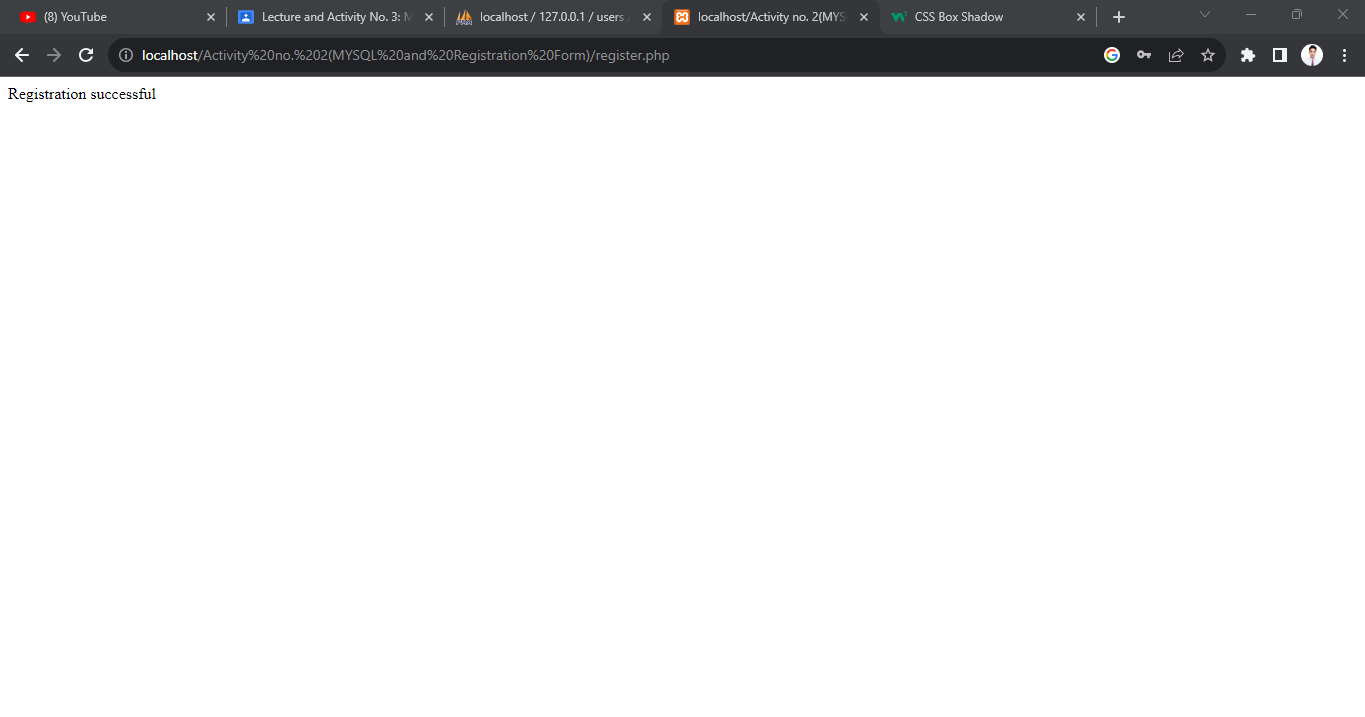 (8) YouTube
Lecture and Activity No. 3: M
localhost / 127.0.0.1 / users /
localhost/Activity no. 2(MYS
CSS Box Shadow
localhost/Activity%20no.%202(MYSQL%20and%20Registration%20Form)/register.php
Registration successful